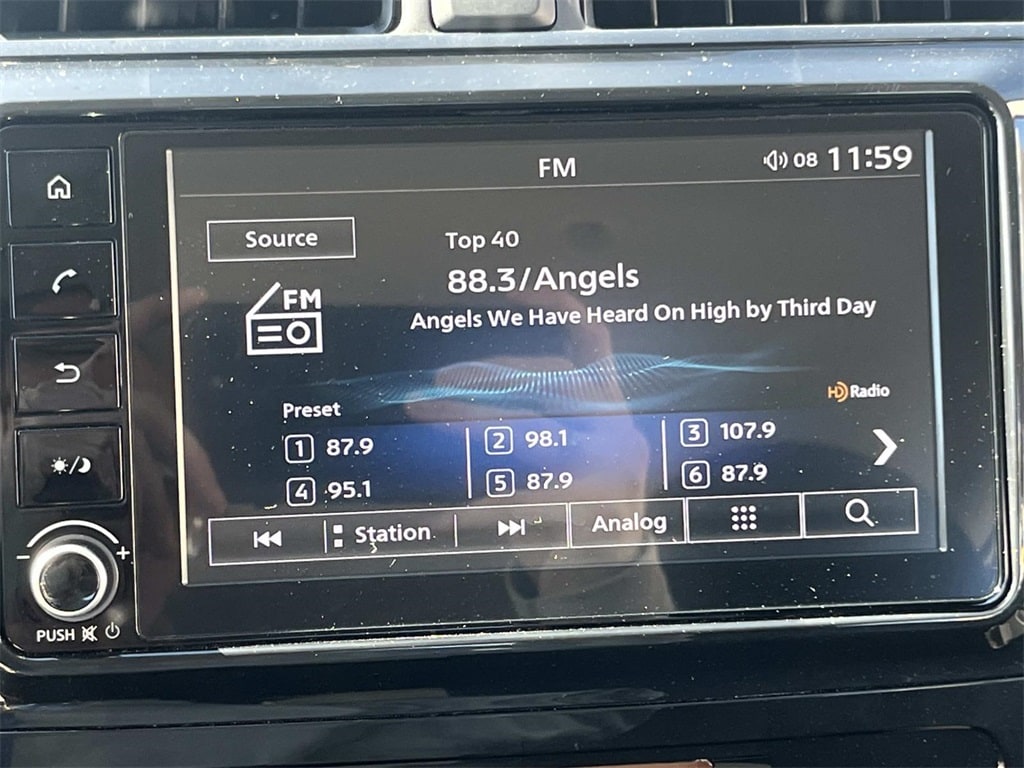 FM
08 11:59
Source
Top 40
88.3/Angels
FM
Angels We Have Heard On High by Third Day
HD Radio
Preset
1 87.9
2 98.1
3 107.9
4 95.1
5 87.9
6 87.9
Station
Analog
- +
PUSH